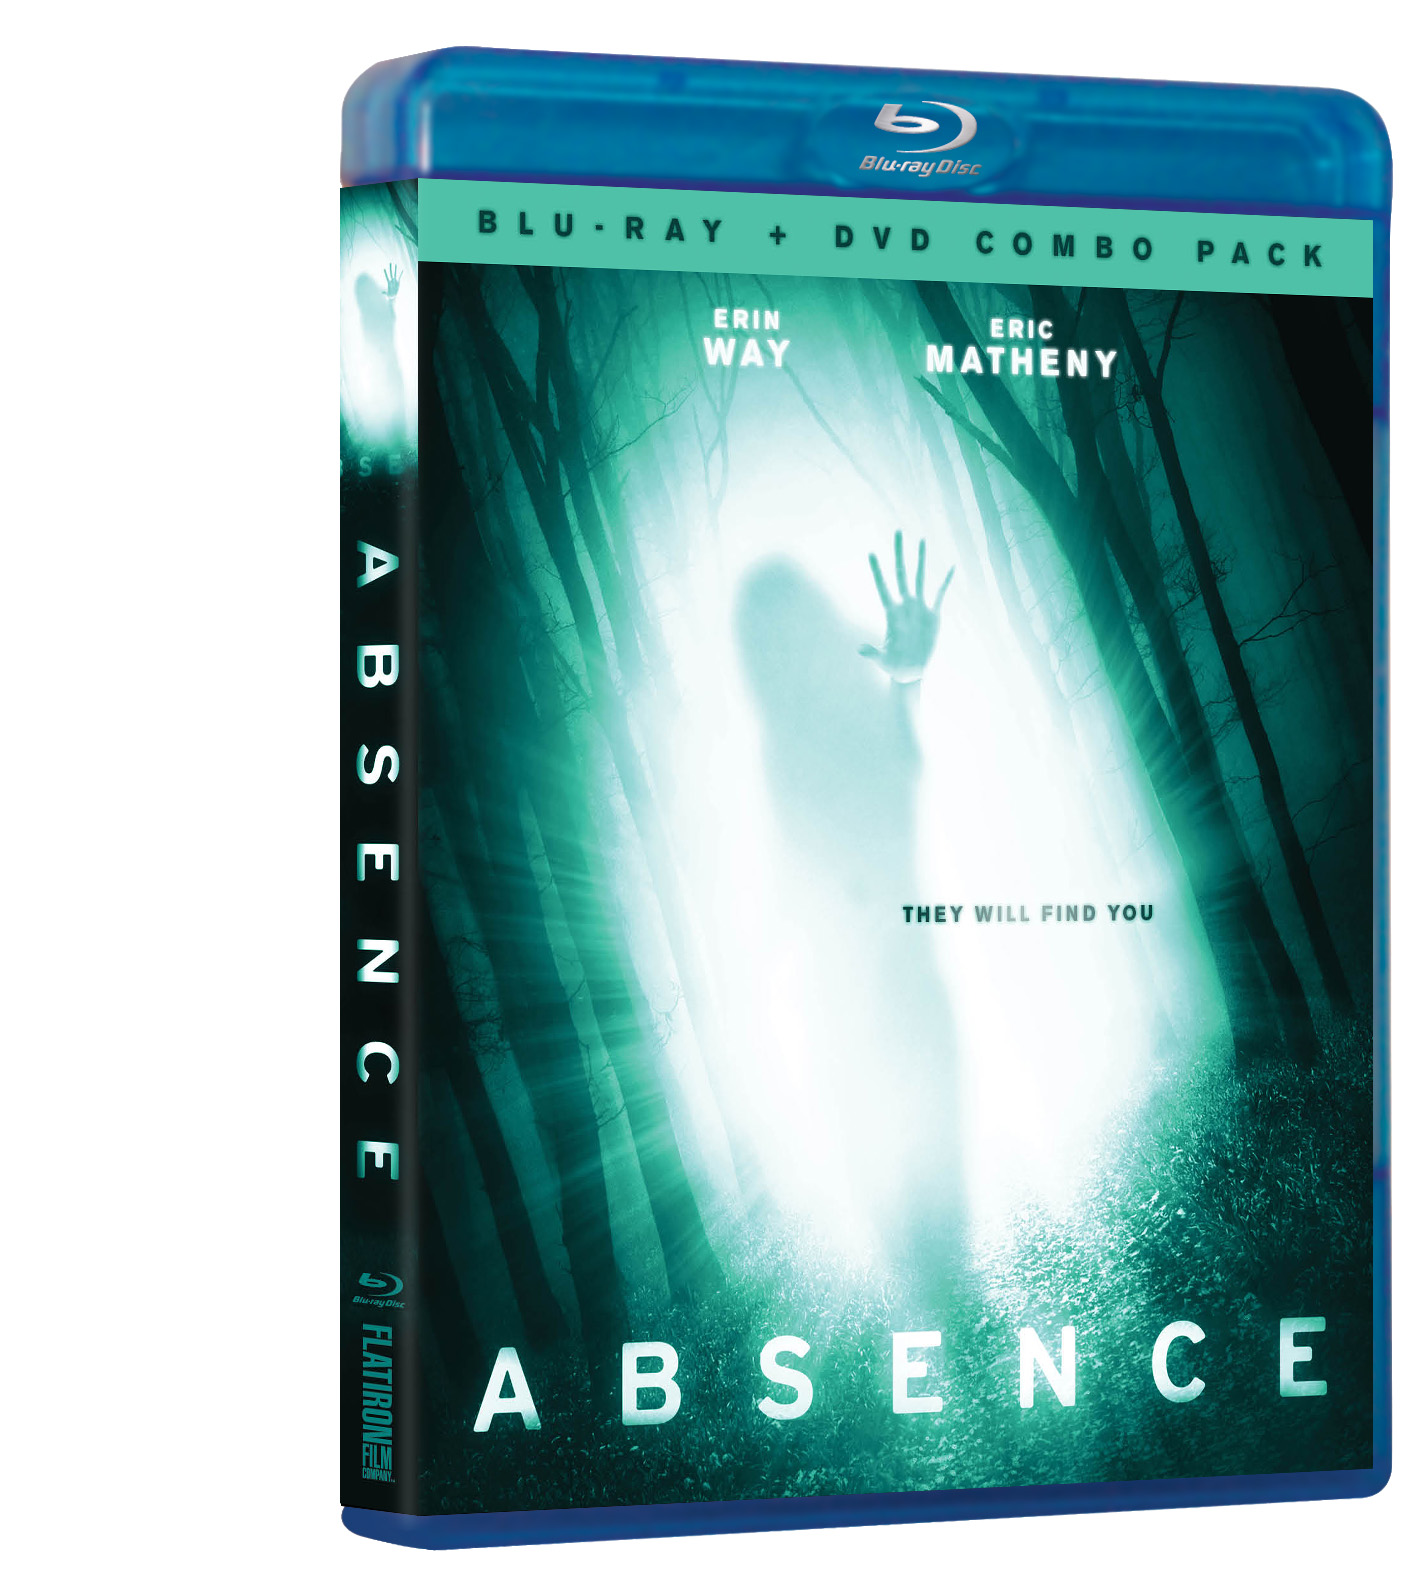 Blu-ray Disc
BLU-RAY + DVD COMBO PACK
ERIN
WAY
ERIC
MATHENY
THEY WILL FIND YOU
ABSENCE
ABSENCE
Blu-ray Disc
FLATIRON
FILM
COMPANY